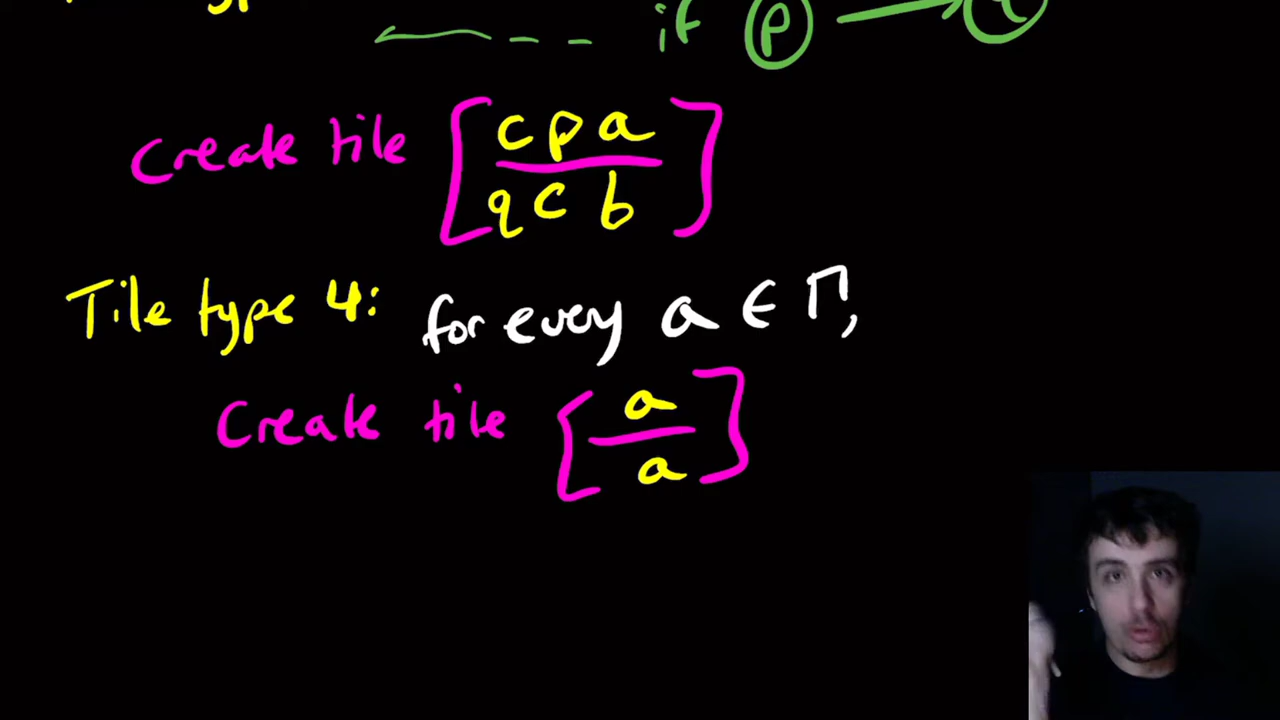 if p → q
Create tile [cpa / qcb]
Tile type 4: for every a ∈ Γ,
Create tile [a / a]